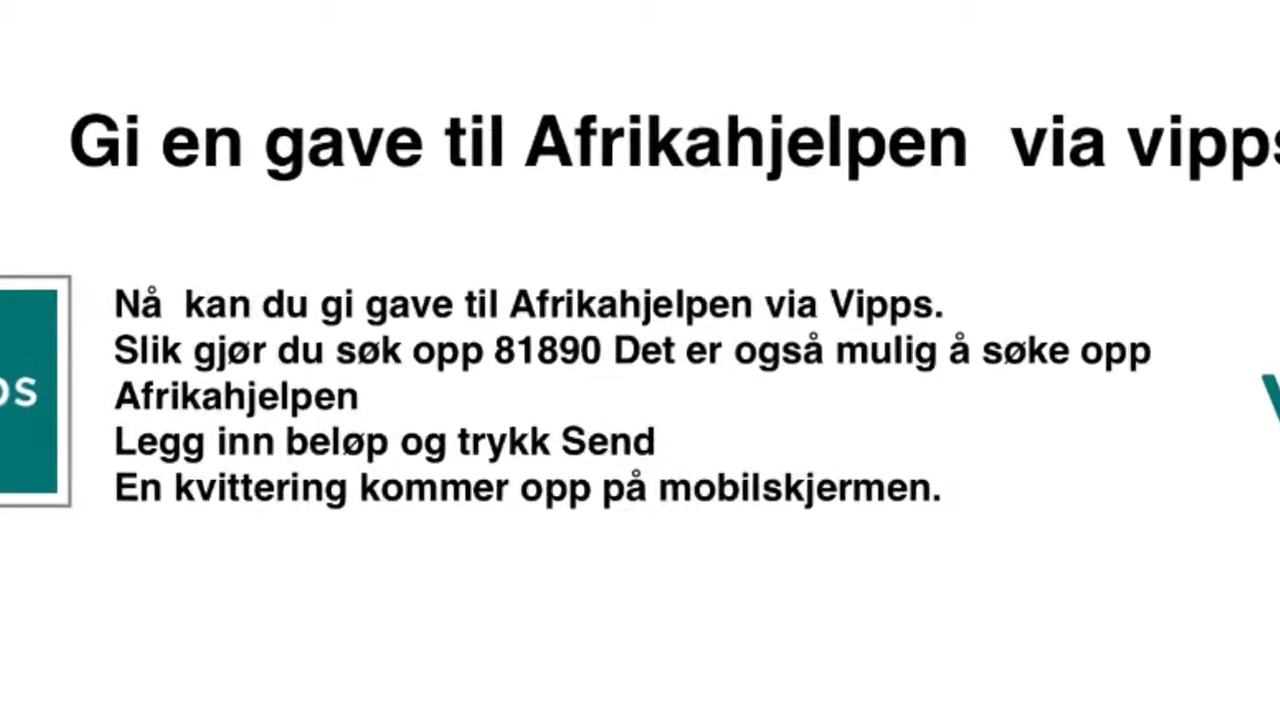 Gi en gave til Afrikahjelpen  via vipps
Nå  kan du gi gave til Afrikahjelpen via Vipps.
Slik gjør du søk opp 81890 Det er også mulig å søke opp
Afrikahjelpen
Legg inn beløp og trykk Send
En kvittering kommer opp på mobilskjermen.